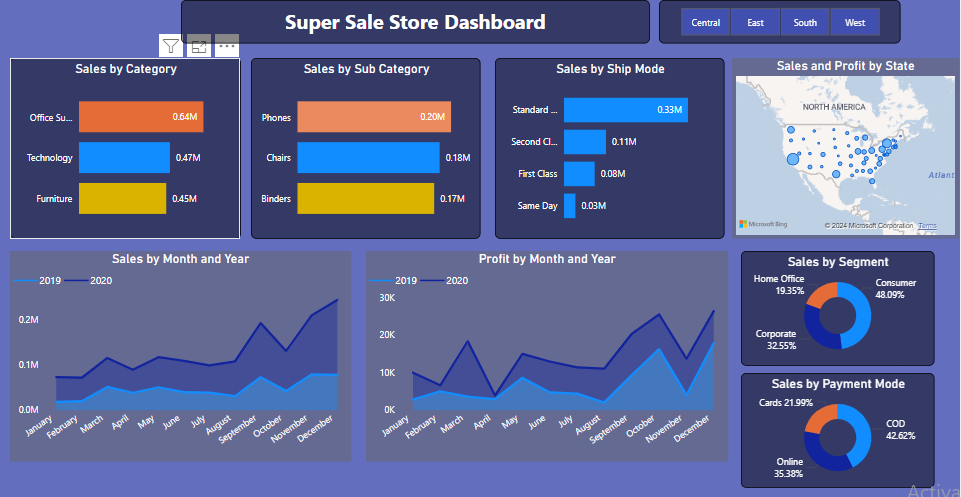 Super Sale Store Dashboard
Central East South West
Sales by Category
Office Su... 0.64M
Technology 0.47M
Furniture 0.45M
Sales by Sub Category
Phones 0.20M
Chairs 0.18M
Binders 0.17M
Sales by Ship Mode
Standard ... 0.33M
Second Cl... 0.11M
First Class 0.08M
Same Day 0.03M
Sales and Profit by State
NORTH AMERICA
Atlant
Microsoft Bing
© 2024 Microsoft Corporation Terms
Sales by Month and Year
2019 2020
0.2M
0.1M
0.0M
January February March April May June July August September October November December
Profit by Month and Year
2019 2020
30K
20K
10K
0K
January February March April May June July August September October November December
Sales by Segment
Home Office
19.35%
Consumer
48.09%
Corporate
32.55%
Sales by Payment Mode
Cards 21.99%
COD
42.62%
Online
35.38%
Activa